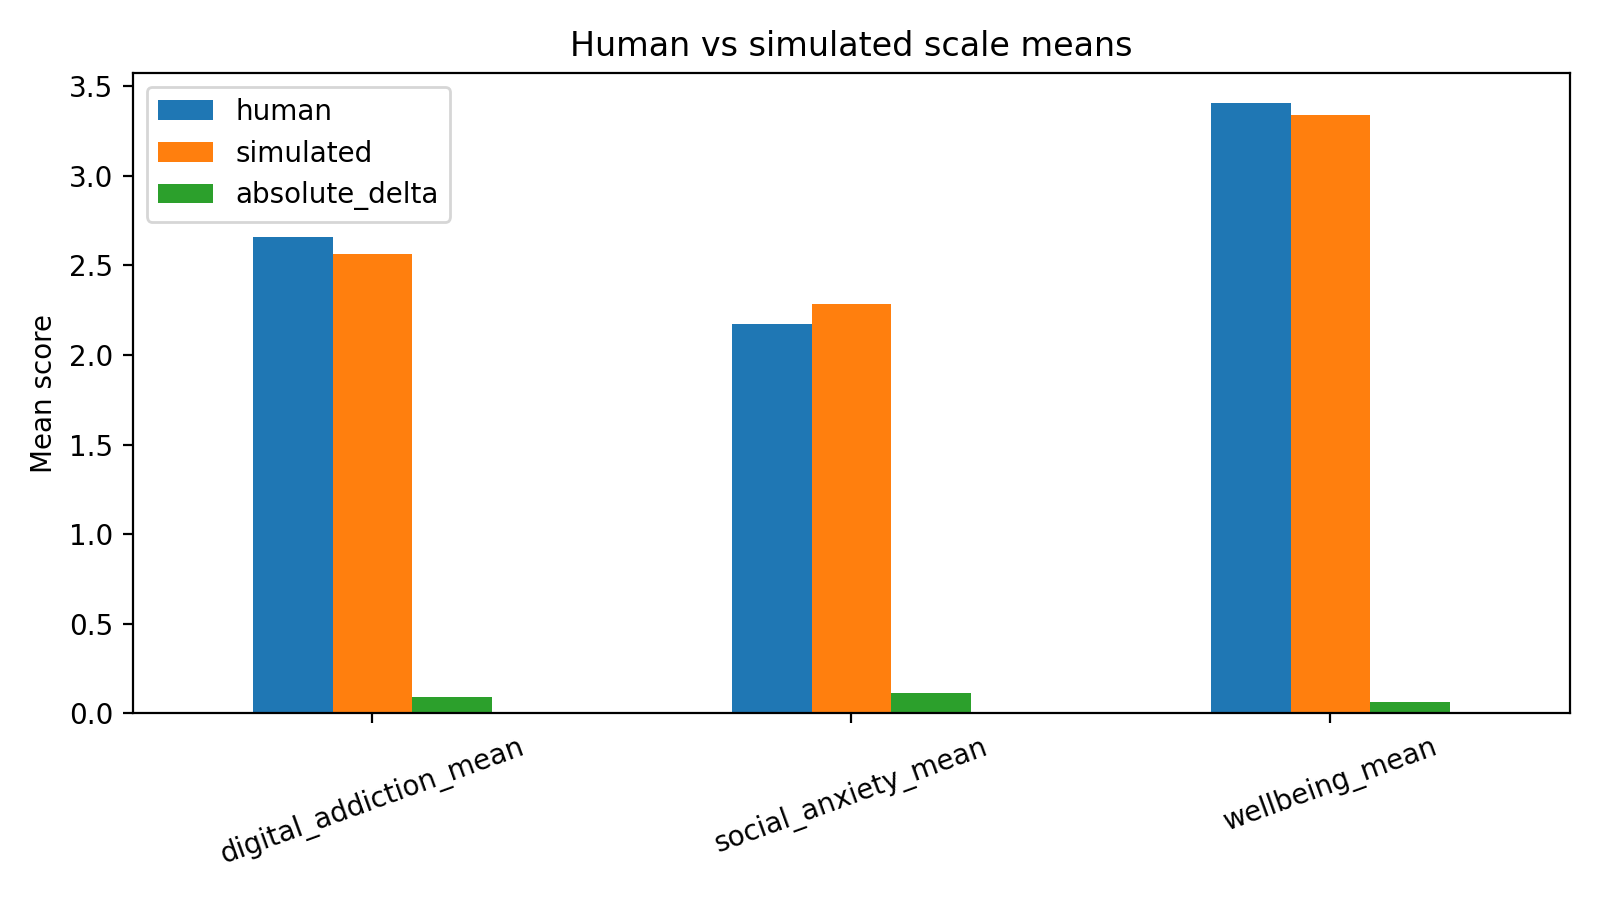 Human vs simulated scale means
human
simulated
absolute_delta
Mean score
3.5
3.0
2.5
2.0
1.5
1.0
0.5
0.0
digital_addiction_mean
social_anxiety_mean
wellbeing_mean